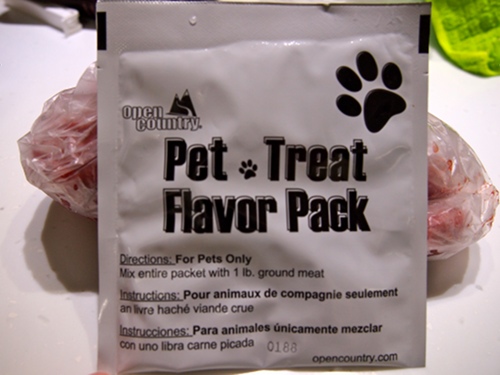 open
country.
Pet Treat
Flavor Pack
Directions: For Pets Only
Mix entire packet with 1 lb. ground meat
Instructions: Pour animaux de compagnie seulement
an livre haché viande crue
Instrucciones: Para animales únicamente mezclar
con uno libra carne picada 0186
opencountry.com